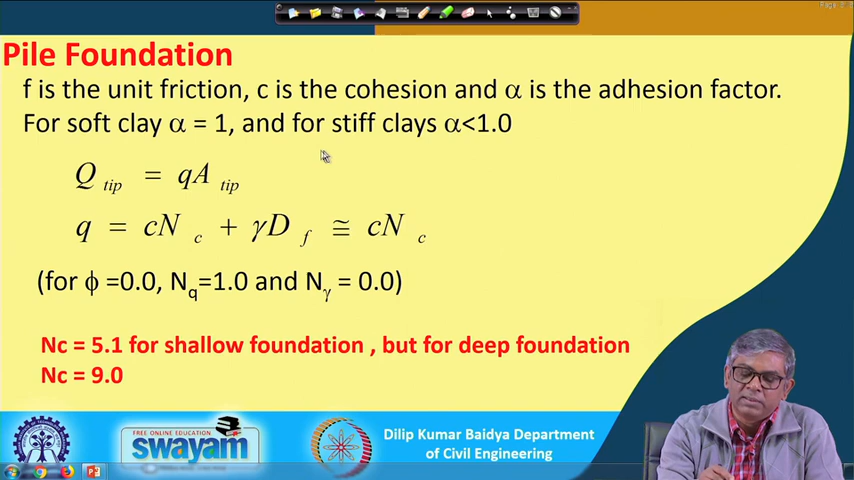 Pile Foundation
f is the unit friction, c is the cohesion and α is the adhesion factor.
For soft clay α = 1, and for stiff clays α<1.0
Q tip = qA tip
q = cN c + γD f ≅ cN c
(for ϕ =0.0, Nq=1.0 and Nγ = 0.0)
Nc = 5.1 for shallow foundation , but for deep foundation
Nc = 9.0
FREE ONLINE EDUCATION
swayam
Dilip Kumar Baidya Department
of Civil Engineering